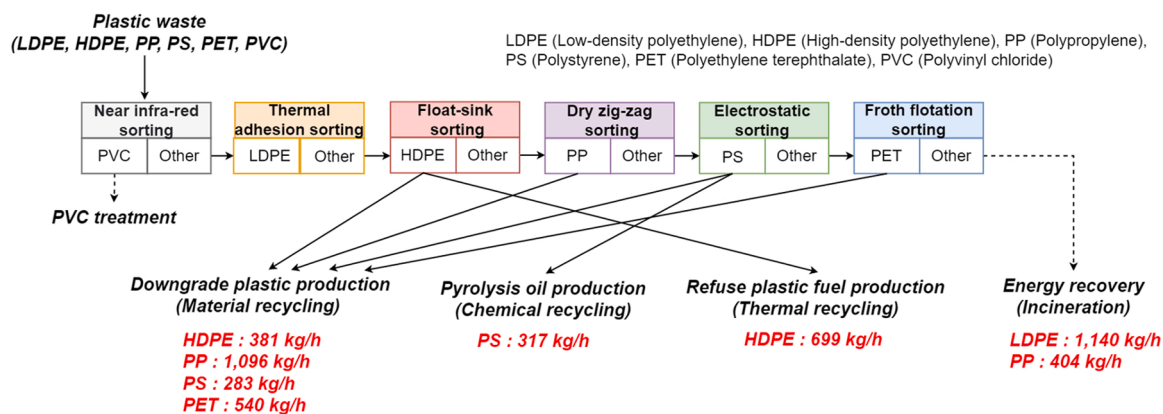 Plastic waste
(LDPE, HDPE, PP, PS, PET, PVC)
LDPE (Low-density polyethylene), HDPE (High-density polyethylene), PP (Polypropylene),
PS (Polystyrene), PET (Polyethylene terephthalate), PVC (Polyvinyl chloride)
Near infra-red
sorting
PVC
Other
Thermal
adhesion sorting
LDPE
Other
Float-sink
sorting
HDPE
Other
Dry zig-zag
sorting
PP
Other
Electrostatic
sorting
PS
Other
Froth flotation
sorting
PET
Other
PVC treatment
Downgrade plastic production
(Material recycling)
HDPE : 381 kg/h
PP : 1,096 kg/h
PS : 283 kg/h
PET : 540 kg/h
Pyrolysis oil production
(Chemical recycling)
PS : 317 kg/h
Refuse plastic fuel production
(Thermal recycling)
HDPE : 699 kg/h
Energy recovery
(Incineration)
LDPE : 1,140 kg/h
PP : 404 kg/h